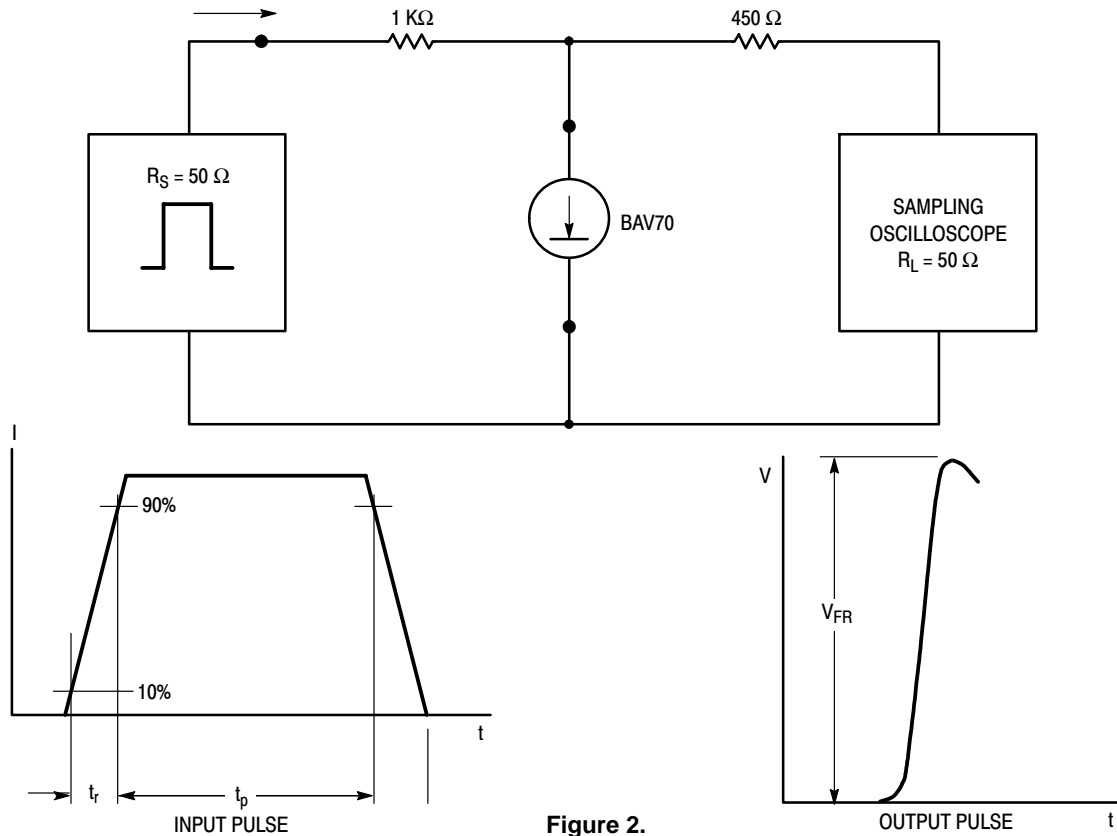 1 KΩ
450 Ω
R_S = 50 Ω
BAV70
SAMPLING
OSCILLOSCOPE
R_L = 50 Ω
I
90%
10%
t
t_r
t_p
INPUT PULSE
V
V_FR
t
OUTPUT PULSE
Figure 2.